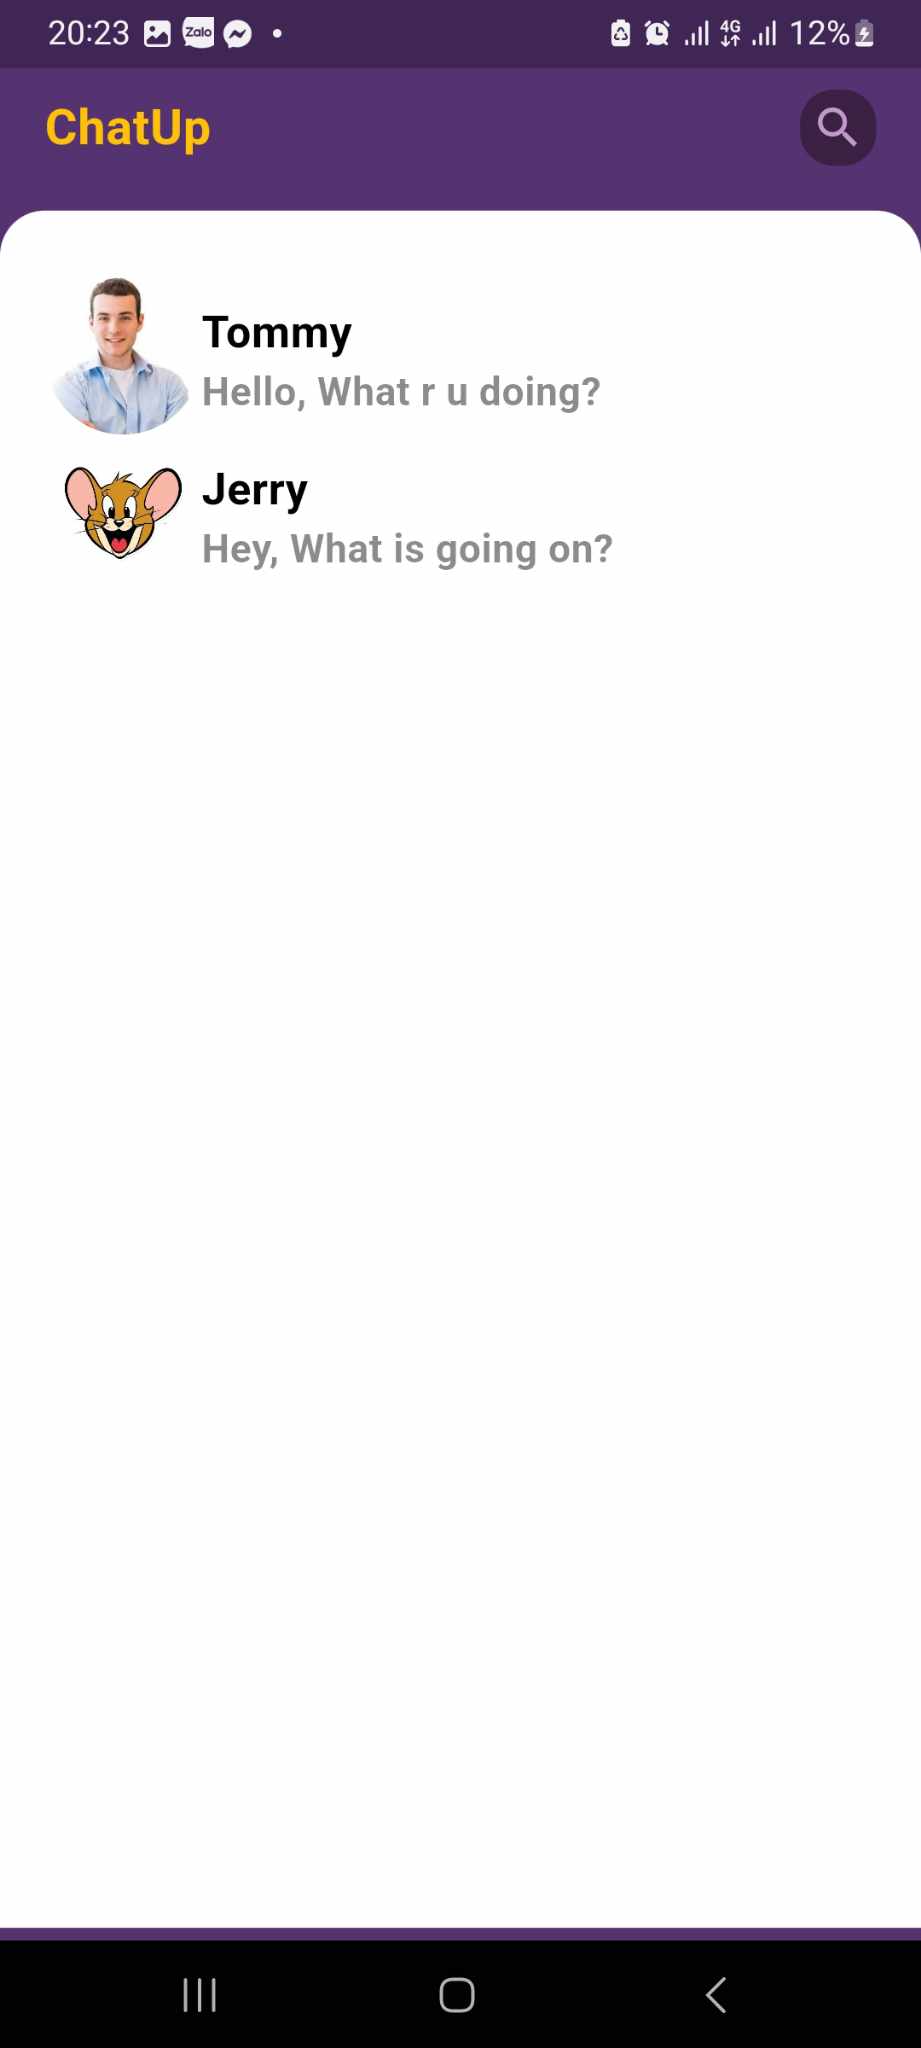 20:23 Zalo 4G 12%
ChatUp
Tommy
Hello, What r u doing?
Jerry
Hey, What is going on?